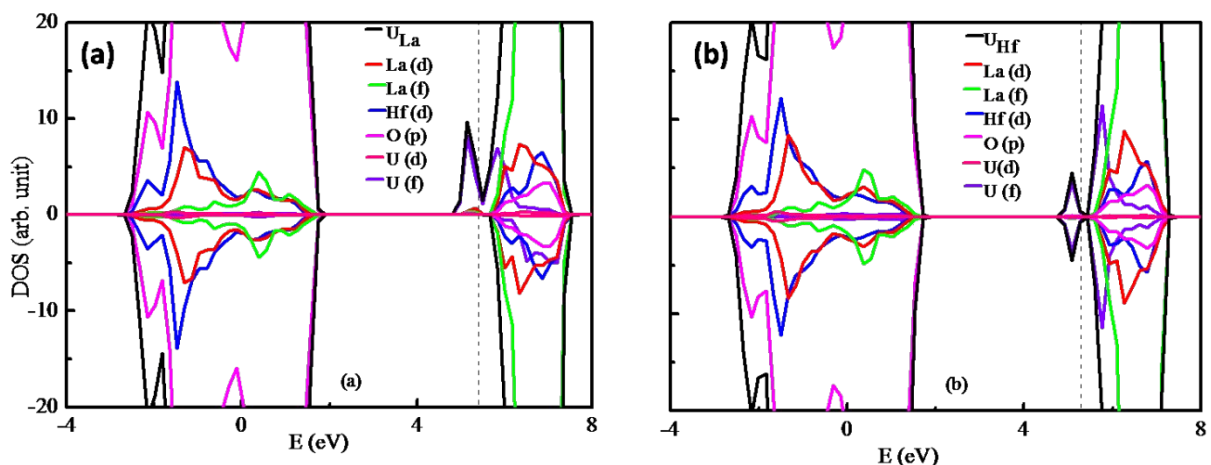 (a)
20
10
0
-10
-20
DOS (arb. unit)
U_La
La (d)
La (f)
Hf (d)
O (p)
U (d)
U (f)
(a)
-4
0
4
8
E (eV)
(b)
U_Hf
La (d)
La (f)
Hf (d)
O (p)
U(d)
U (f)
(b)
-4
0
4
8
E (eV)